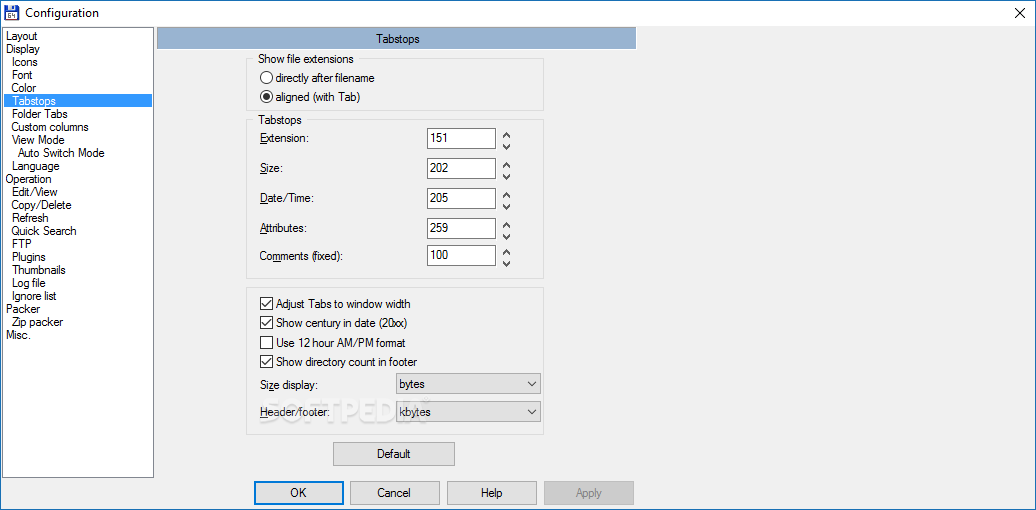 Configuration
Layout
Display
Icons
Font
Color
Tabstops
Folder Tabs
Custom columns
View Mode
Auto Switch Mode
Language
Operation
Edit/View
Copy/Delete
Refresh
Quick Search
FTP
Plugins
Thumbnails
Log file
Ignore list
Packer
Zip packer
Misc.
Tabstops
Show file extensions
directly after filename
aligned (with Tab)
Tabstops
Extension: 151
Size: 202
Date/Time: 205
Attributes: 259
Comments (fixed): 100
Adjust Tabs to window width
Show century in date (20xx)
Use 12 hour AM/PM format
Show directory count in footer
Size display: bytes
Header/footer: kbytes
SOFTPEDIA
Default
OK Cancel Help Apply